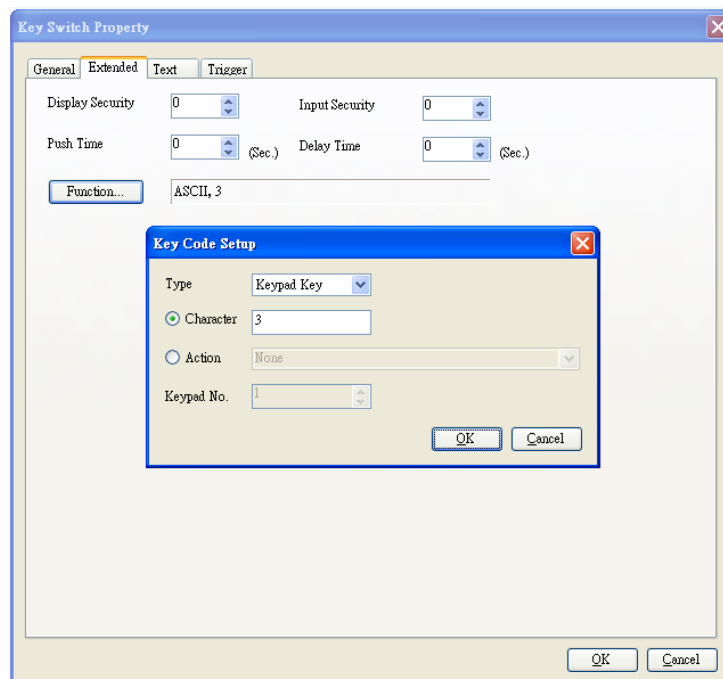 Key Switch Property
General Extended Text Trigger
Display Security 0 Input Security 0
Push Time 0 (Sec.) Delay Time 0 (Sec.)
Function... ASCII, 3
Key Code Setup
Type Keypad Key
Character 3
Action None
Keypad No. 1
OK Cancel
OK Cancel